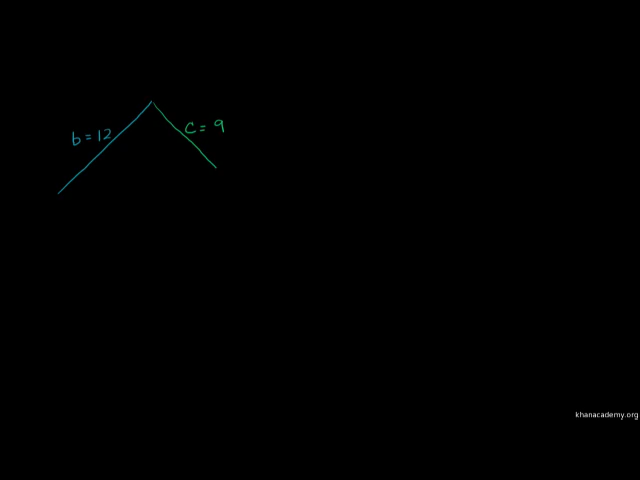 b = 12
c = 9
khanacademy.org